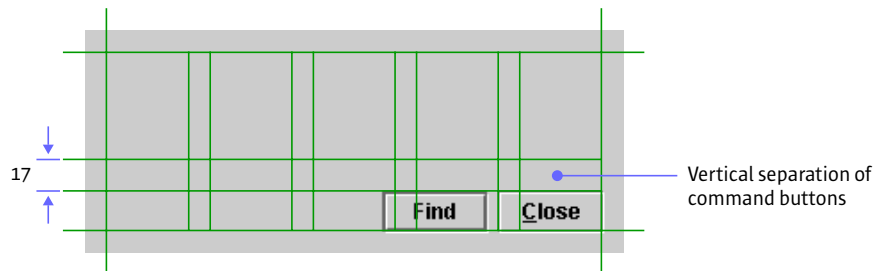 17
Vertical separation of
command buttons
Find
Close